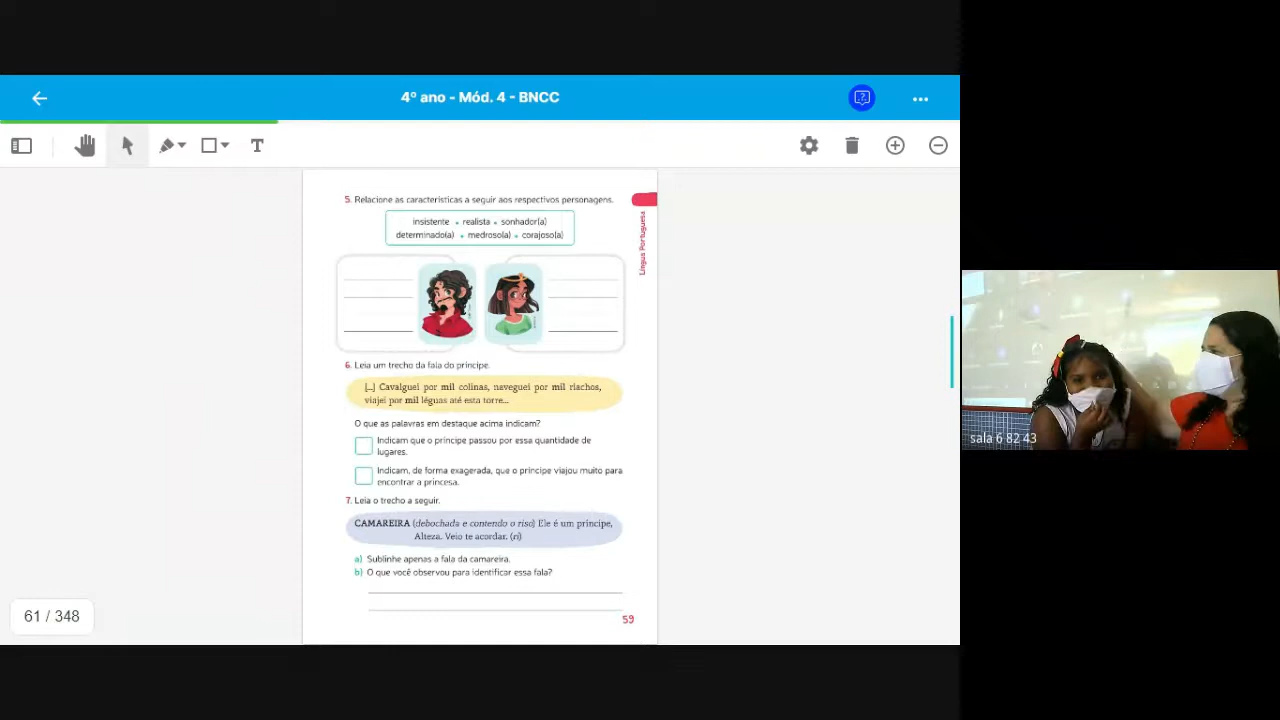 4º ano - Mód. 4 - BNCC
T
5. Relacione as características a seguir aos respectivos personagens.
insistente • realista • sonhador(a)
determinado(a) • medroso(a) • corajoso(a)
Língua Portuguesa
6. Leia um trecho da fala do príncipe.
[...] Cavalguei por mil colinas, naveguei por mil riachos,
viajei por mil léguas até esta torre...
O que as palavras em destaque acima indicam?
Indicam que o príncipe passou por essa quantidade de
lugares.
Indicam, de forma exagerada, que o príncipe viajou muito para
encontrar a princesa.
7. Leia o trecho a seguir.
CAMAREIRA (debochada e contendo o riso) Ele é um príncipe,
Alteza. Veio te acordar. (ri)
a) Sublinhe apenas a fala da camareira.
b) O que você observou para identificar essa fala?
59
61 / 348
sala 6 82 43